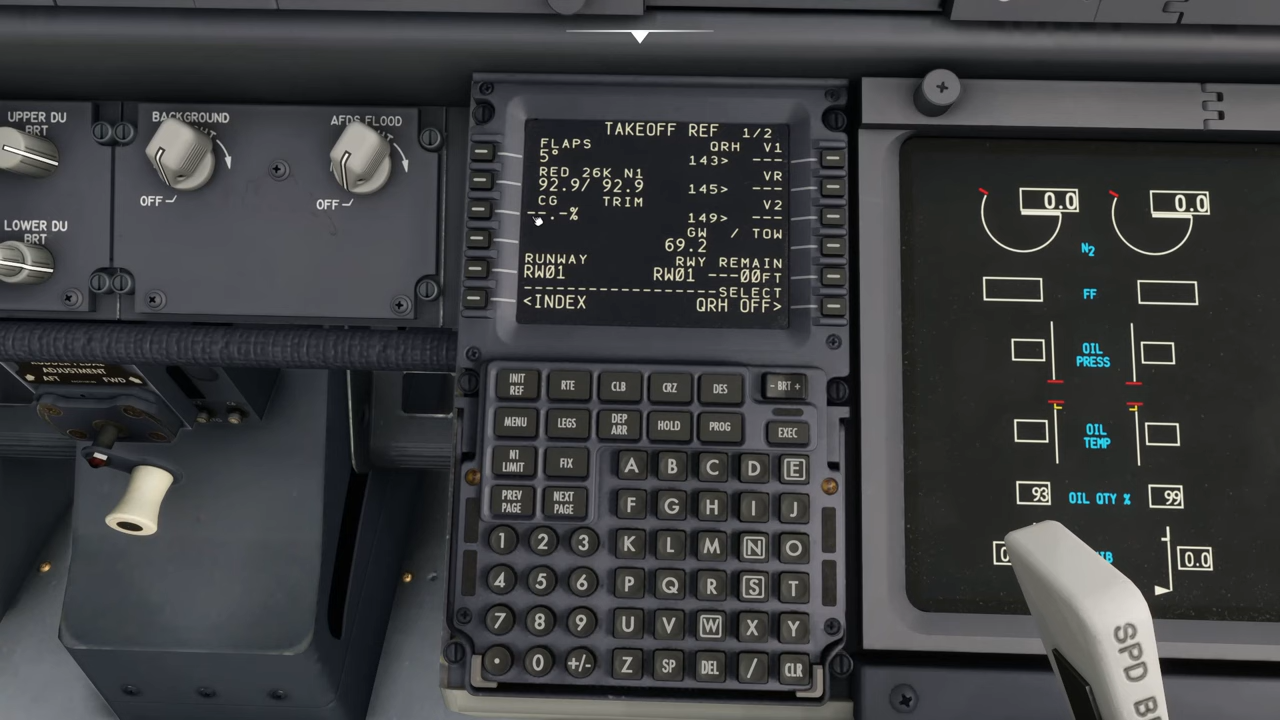 UPPER DU
BRT
BACKGROUND
AFDS FLOOD
OFF
OFF
LOWER DU
BRT
ADJUSTMENT
AFT FWD
TAKEOFF REF 1/2
FLAPS QRH V1
5° 143> ---
RED 26K N1 VR
92.9/ 92.9 145> ---
CG TRIM V2
--.-% 149> ---
GW / TOW
69.2
RUNWAY RWY REMAIN
RW01 RW01 ---00FT
--------------------SELECT
<INDEX QRH OFF>
INIT REF RTE CLB CRZ DES - BRT +
MENU LEGS DEP ARR HOLD PROG EXEC
N1 LIMIT FIX A B C D E
PREV PAGE NEXT PAGE F G H I J
1 2 3 K L M N O
4 5 6 P Q R S T
7 8 9 U V W X Y
. 0 +/- Z SP DEL / CLR
0.0 0.0
N2
FF
OIL
PRESS
OIL
TEMP
93 OIL QTY % 99
0.0
SPD B